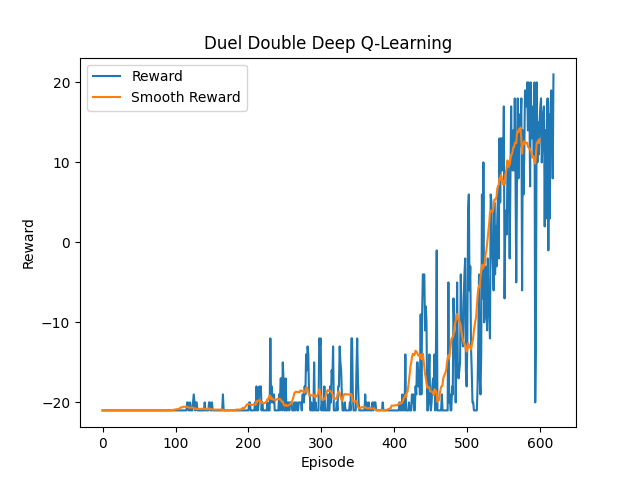 Duel Double Deep Q-Learning
Reward
Smooth Reward
20
10
0
−10
−20
Reward
0 100 200 300 400 500 600
Episode